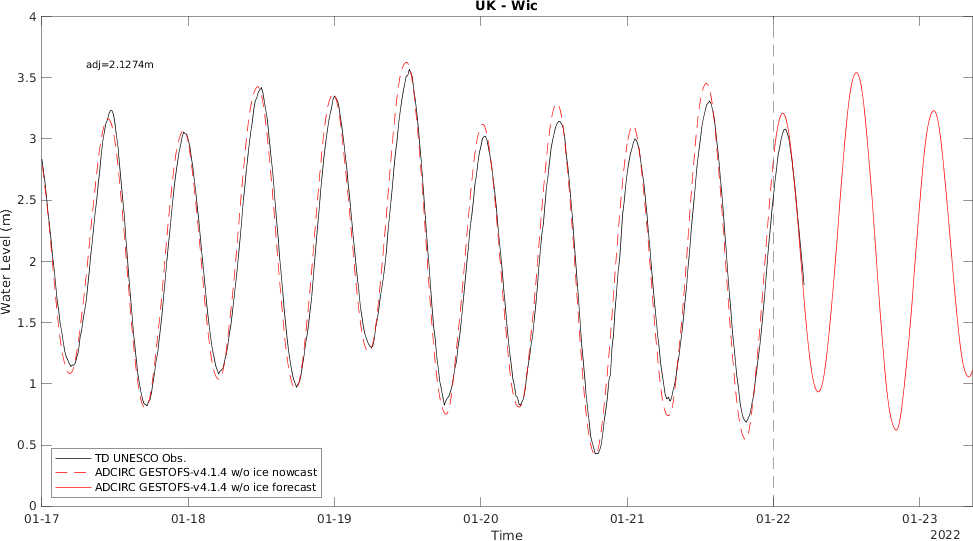 UK - Wic
4
adj=2.1274m
3.5
3
2.5
2
1.5
1
0.5
0
Water Level (m)
TD UNESCO Obs.
ADCIRC GESTOFS-v4.1.4 w/o ice nowcast
ADCIRC GESTOFS-v4.1.4 w/o ice forecast
01-17 01-18 01-19 01-20 01-21 01-22 01-23
Time
2022